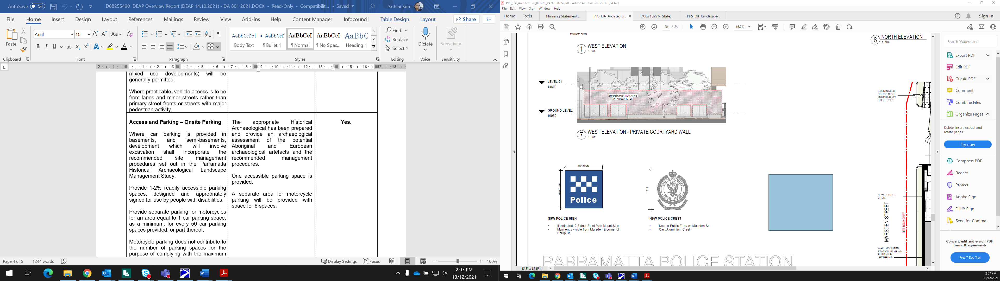 AutoSave Off D08255490 DEAP Overview Report (DEAP 14.10.2021) - DA 801 2021.DOCX - Read-Only - Compatibilit... - Saved Sohini Sen
File Home Insert Design Layout References Mailings Review View Add-ins Help Content Manager Infocouncil Table Design Layout Share
Arial 10
Paste
AaBbCcDdE AaBbCcD AaBbCcI AaBbCcI AaBbC
Body Text ¶ Bullet 1 ¶ Normal ¶ No Spac... Heading 1
Find
Replace
Select
Dictate
Sensitivity
Clipboard Font Paragraph Styles Editing Voice Sensitivity
mixed use developments) will be
generally permitted.
Where practicable, vehicle access is to be
from lanes and minor streets rather than
primary street fronts or streets with major
pedestrian activity.
Access and Parking – Onsite Parking
Where car parking is provided in
basements, and semi-basements,
development which will involve
excavation shall incorporate the
recommended site management
procedures set out in the Parramatta
Historical Archaeological Landscape
Management Study.
Provide 1-2% readily accessible parking
spaces, designed and appropriately
signed for use by people with disabilities.
Provide separate parking for motorcycles
for an area equal to 1 car parking space,
as a minimum, for every 50 car parking
spaces provided, or part thereof.
Motorcycle parking does not contribute to
the number of parking spaces for the
purpose of complying with the maximum
The appropriate Historical
Archaeological has been prepared
and provide an archaeological
assessment of the potential
Aboriginal and European
archaeological artefacts and the
recommended management
procedures.
One accessible parking space is
provided.
A separate area for motorcycle
parking will be provided with
space for 6 spaces.
Yes.
Page 4 of 5 1244 words Display Settings Focus 100%
2:07 PM
13/12/2021
PPS_DA_Architecture_091221_PAN-128724.pdf - Adobe Acrobat Reader DC (64-bit)
File Edit View Sign Window Help
Home Tools Planning Statement... PPS_DA_Architectu... D08210276 State... PPS_DA_Landscape... Sign In
20 / 24 66.7%
POLICE SIGN
1 WEST ELEVATION
1 : 100
6 NORTH ELEVATION
1 : 100
LEVEL 01
14800
SHADED AREA INDICATIVE
OF ARTWORK TBC
GROUND LEVEL
10950
7 WEST ELEVATION - PRIVATE COURTYARD WALL
1 : 100
WIDTH : 1250
HEIGHT : 1250
Police
1319
NSW POLICE SIGN
• Illuminated, 2-Sided, Steel Pole Mount Sign
• Main entry visible from Marsden & corner of
Phillip St
NSW POLICE CREST
• Next to Public Entry on Marsden St
• Cast Aluminium Crest
ILLUMINATED
POLICE SIGN
MOUNTED ON
STEEL POST
NSW POLICE
CREST
MARSDEN STREET
SITE BOUNDARY
WALL MOUNTED
STATION NAME AS
ALUMINIUM
LETTERING
PARRAMATTA POLICE STATION
33.11 x 23.39 in
Search 'Watermark'
Export PDF
Edit PDF
Create PDF
Comment
Combine Files
Organize Pages
Delete, insert, extract and
rotate pages.
Try now
Compress PDF
Redact
Protect
Adobe Sign
Fill & Sign
Send for Comme...
Convert, edit and e-sign PDF
forms & agreements
Free 7-Day Trial
2:07 PM
13/12/2021